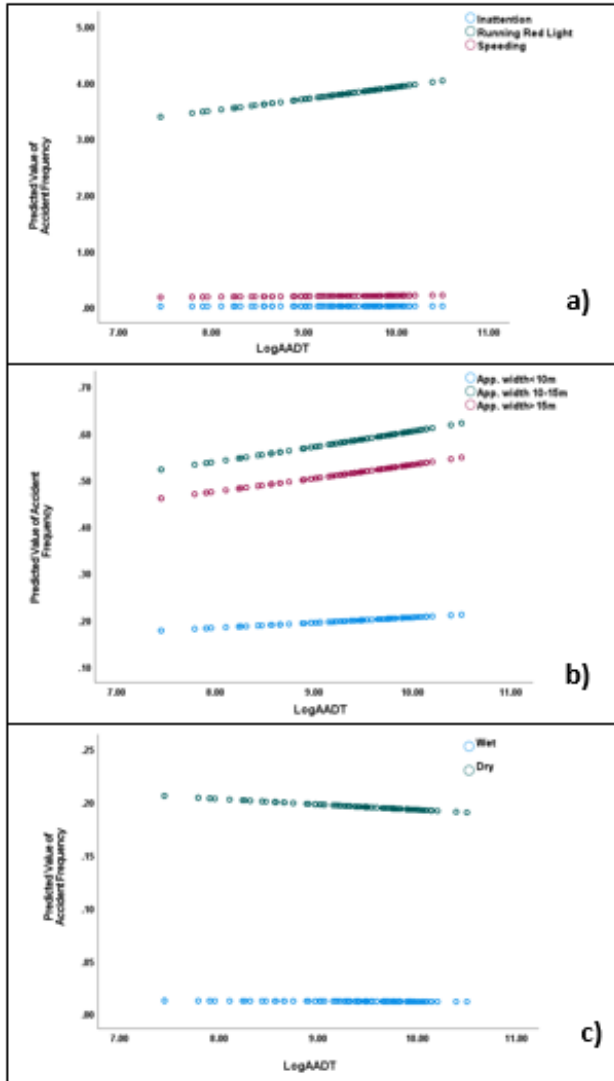 5.00
Inattention
Running Red Light
Speeding
4.00
3.00
2.00
1.00
.00
Predicted Value of
Accident Frequency
7.00 8.00 9.00 10.00 11.00
LogAADT
a)
.70
App. width<10m
App. width 10-15m
App. width> 15m
.60
.50
.40
.30
.20
.10
Predicted Value of Accident
Frequency
7.00 8.00 9.00 10.00 11.00
LogAADT
b)
.25
Wet
Dry
.20
.15
.10
.05
.00
Predicted Value of
Accident Frequency
7.00 8.00 9.00 10.00 11.00
LogAADT
c)